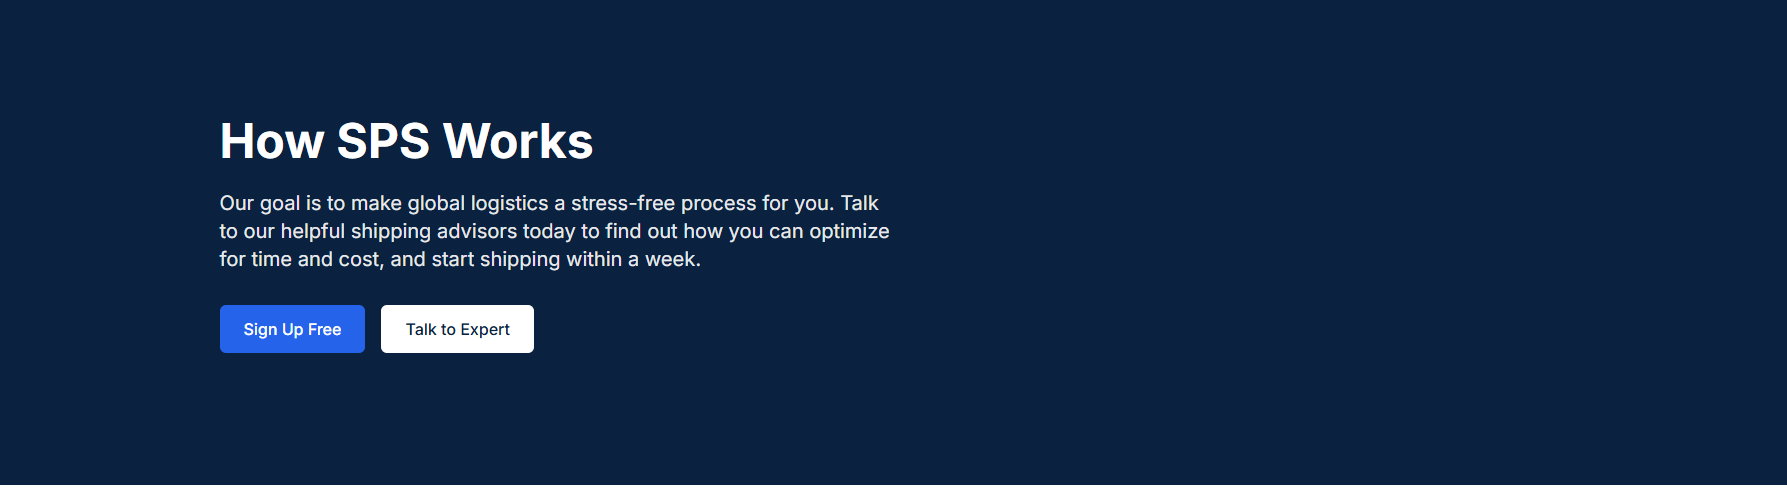 How SPS Works
Our goal is to make global logistics a stress-free process for you. Talk
to our helpful shipping advisors today to find out how you can optimize
for time and cost, and start shipping within a week.
Sign Up Free
Talk to Expert